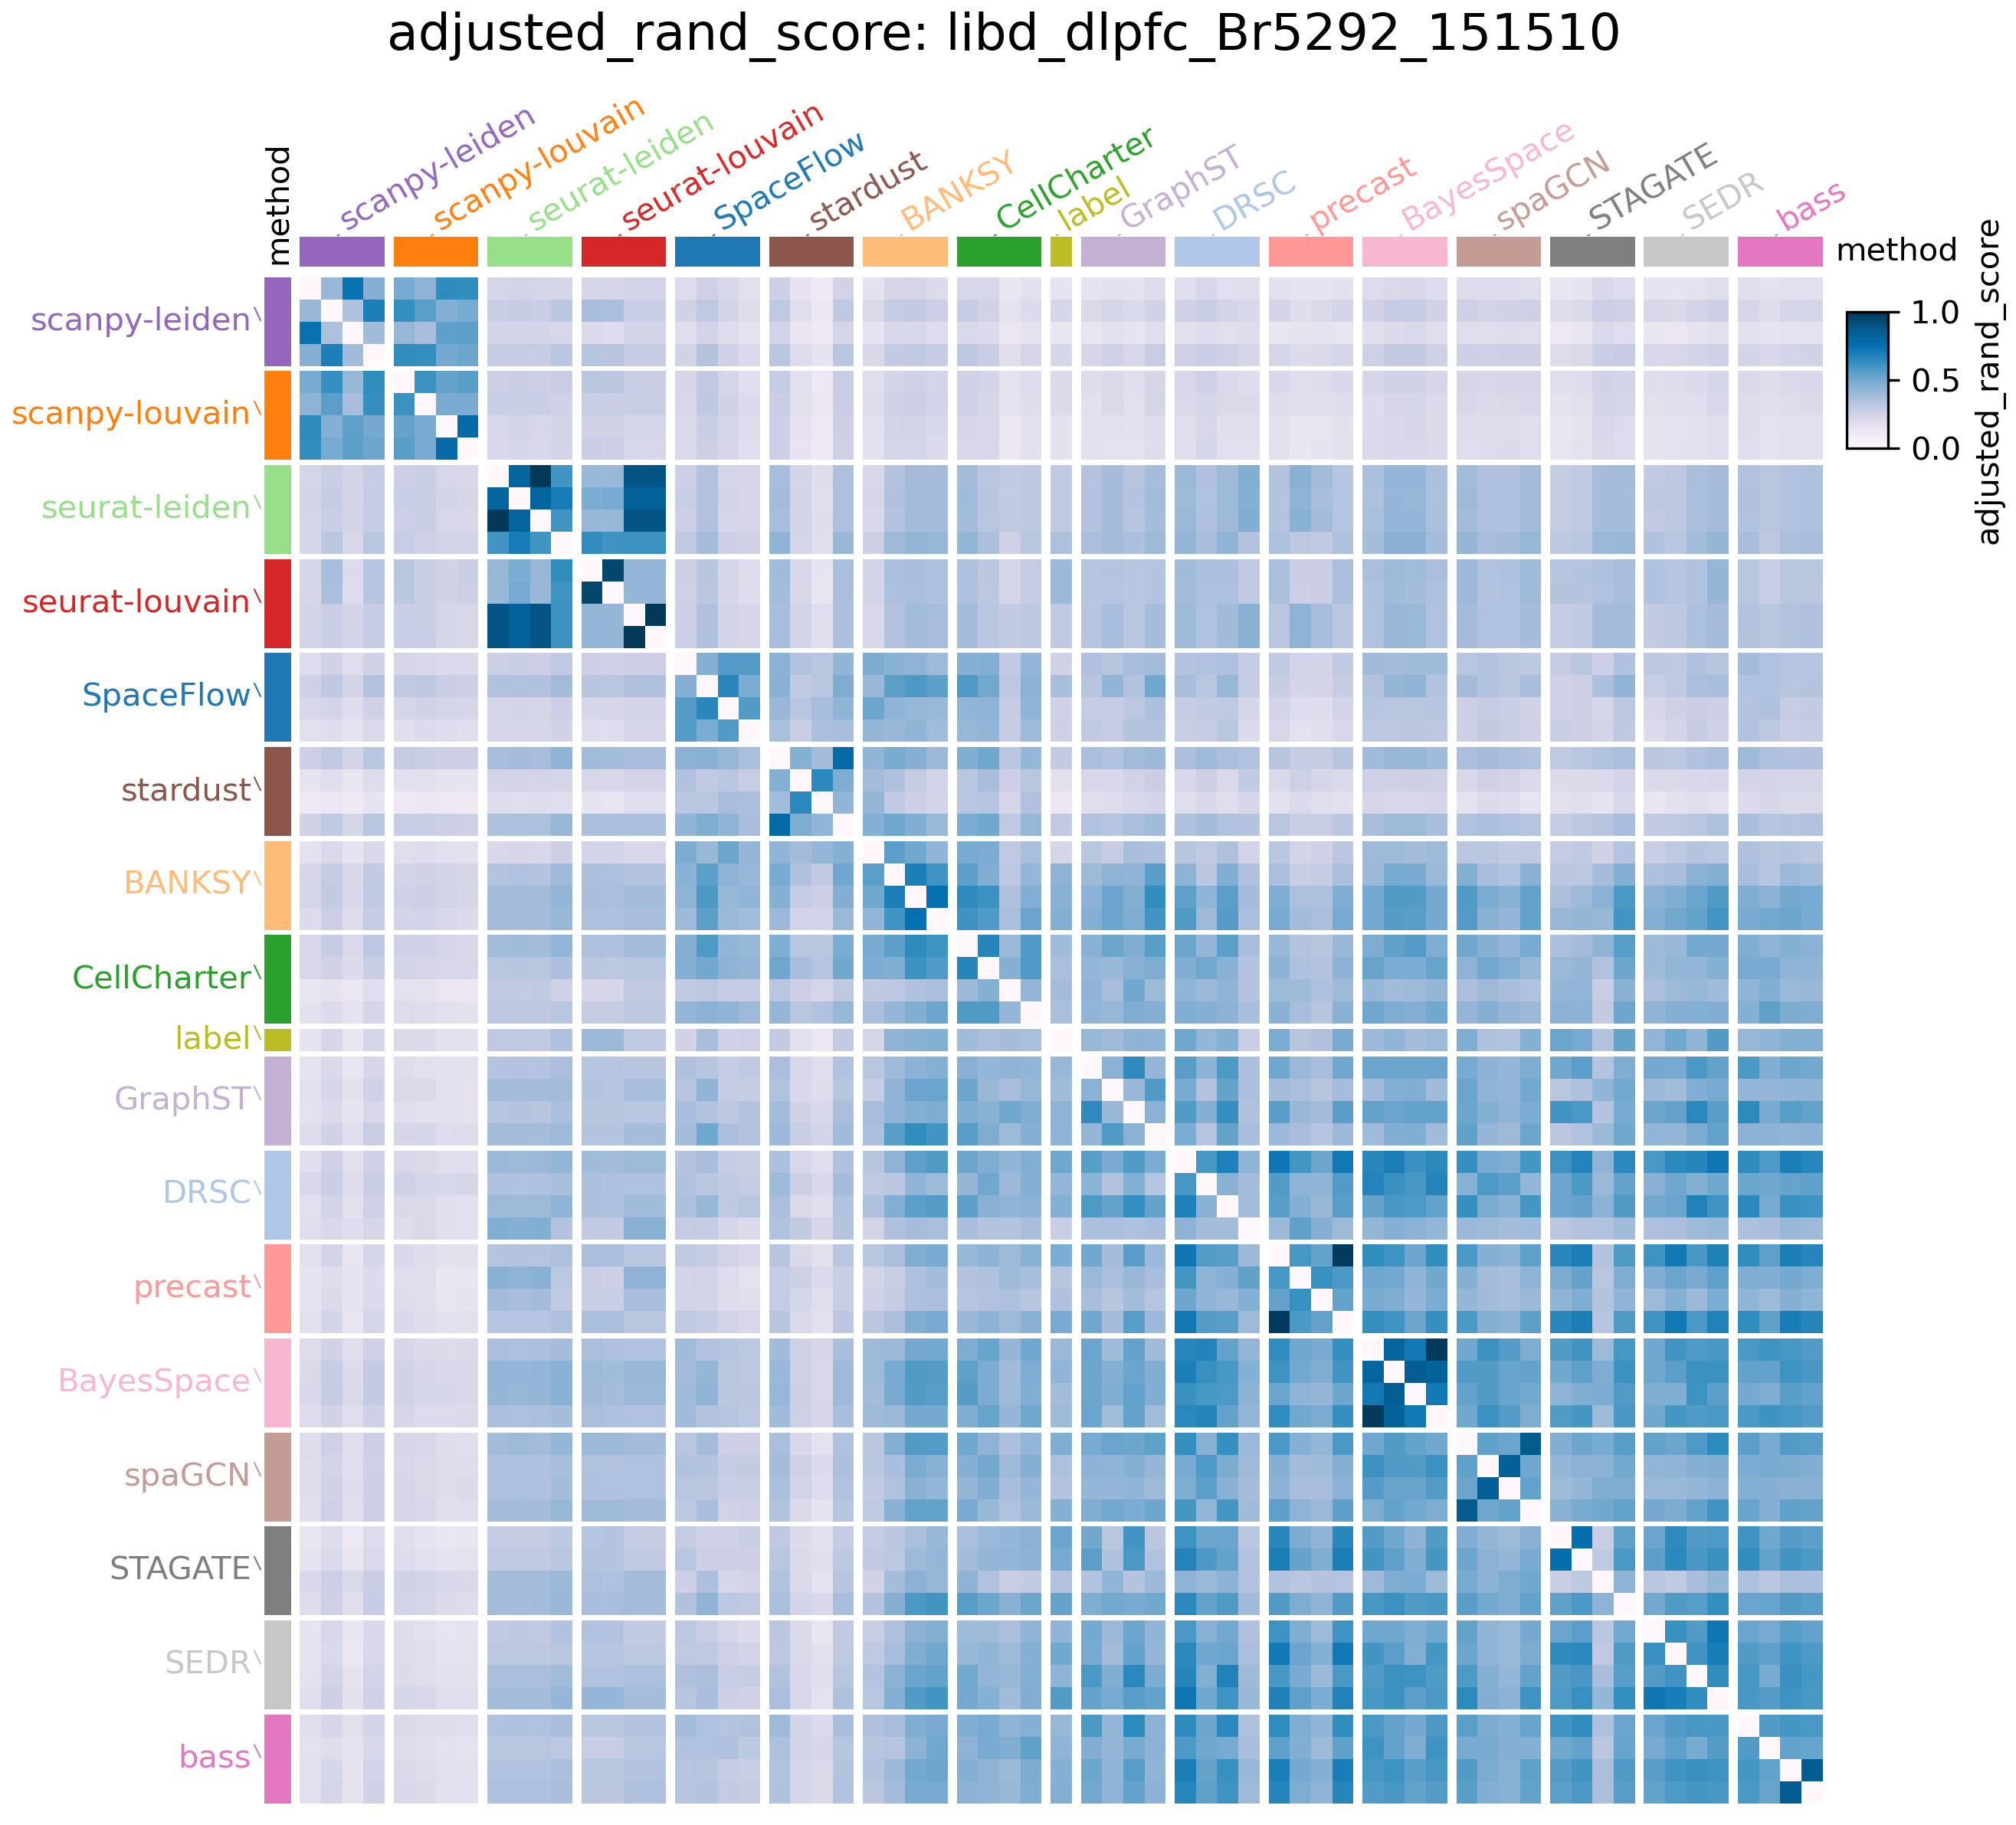 adjusted_rand_score: libd_dlpfc_Br5292_151510
method
scanpy-leiden
scanpy-louvain
seurat-leiden
seurat-louvain
SpaceFlow
stardust
BANKSY
CellCharter
label
GraphST
DRSC
precast
BayesSpace
spaGCN
STAGATE
SEDR
bass
method
1.0
0.5
0.0
adjusted_rand_score
scanpy-leiden
scanpy-louvain
seurat-leiden
seurat-louvain
SpaceFlow
stardust
BANKSY
CellCharter
label
GraphST
DRSC
precast
BayesSpace
spaGCN
STAGATE
SEDR
bass